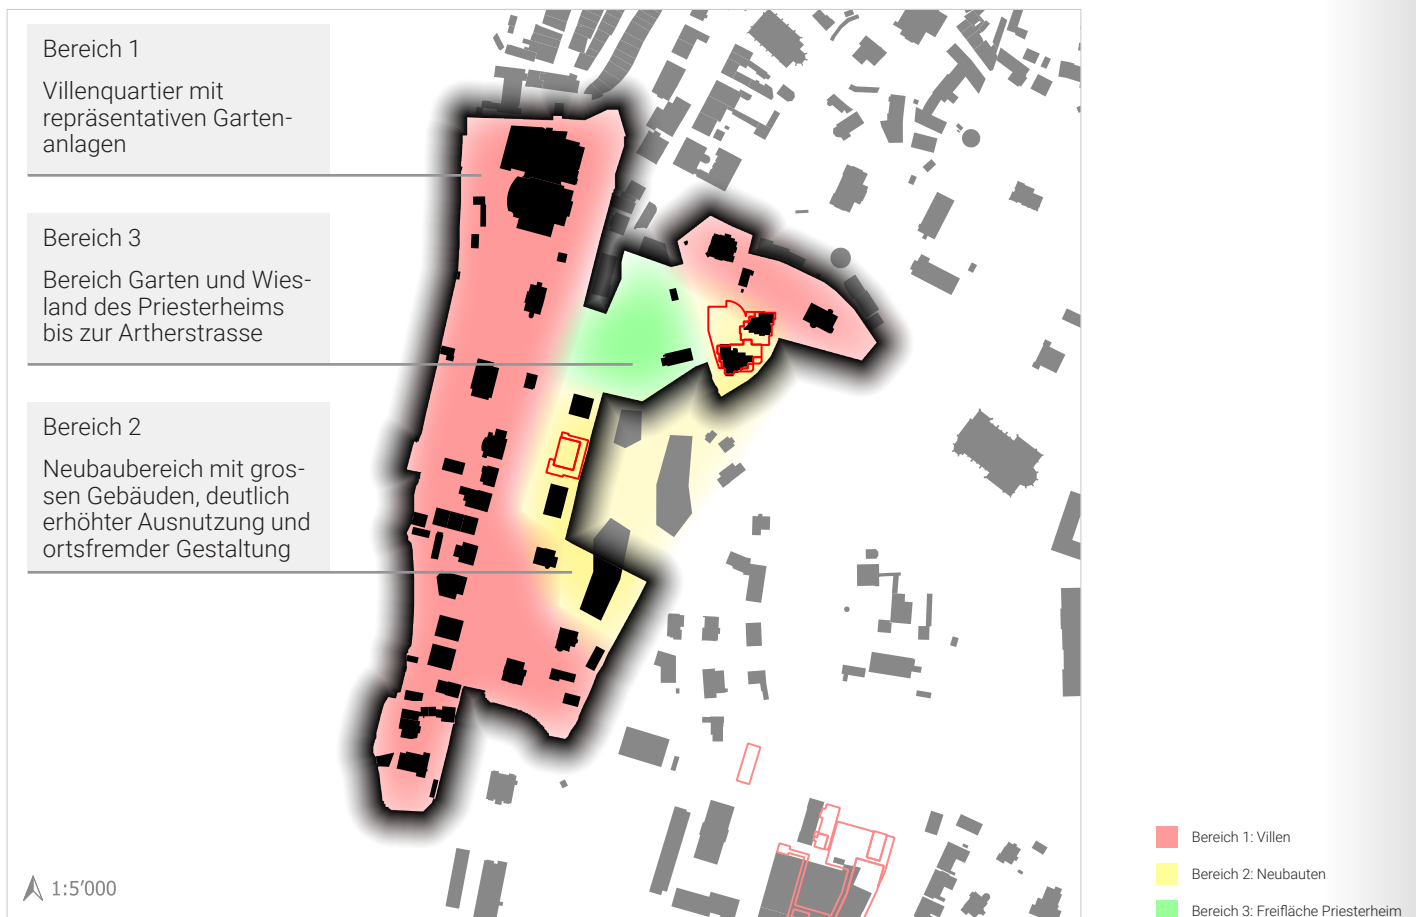 Bereich 1
Villenquartier mit
repräsentativen Garten-
anlagen
Bereich 3
Bereich Garten und Wies-
land des Priesterheims
bis zur Artherstrasse
Bereich 2
Neubaubereich mit gros-
sen Gebäuden, deutlich
erhöhter Ausnutzung und
ortsfremder Gestaltung
1:5’000
Bereich 1: Villen
Bereich 2: Neubauten
Bereich 3: Freifläche Priesterheim